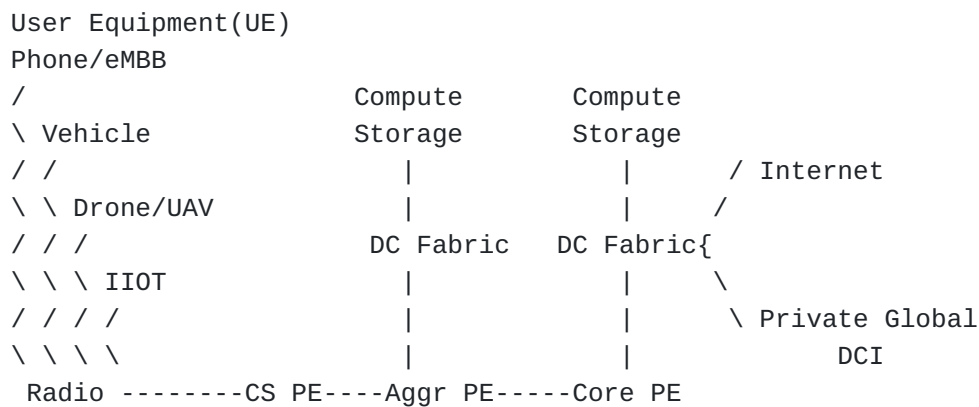 User Equipment(UE)
Phone/eMBB
/                     Compute       Compute
\ Vehicle             Storage       Storage
/ /                      |             |      / Internet
\ \ Drone/UAV            |             |     /
/ / /                  DC Fabric   DC Fabric{
\ \ \ IIOT               |             |     \
/ / / /                  |             |      \ Private Global
\ \ \ \                  |             |             DCI
 Radio --------CS PE----Aggr PE-----Core PE